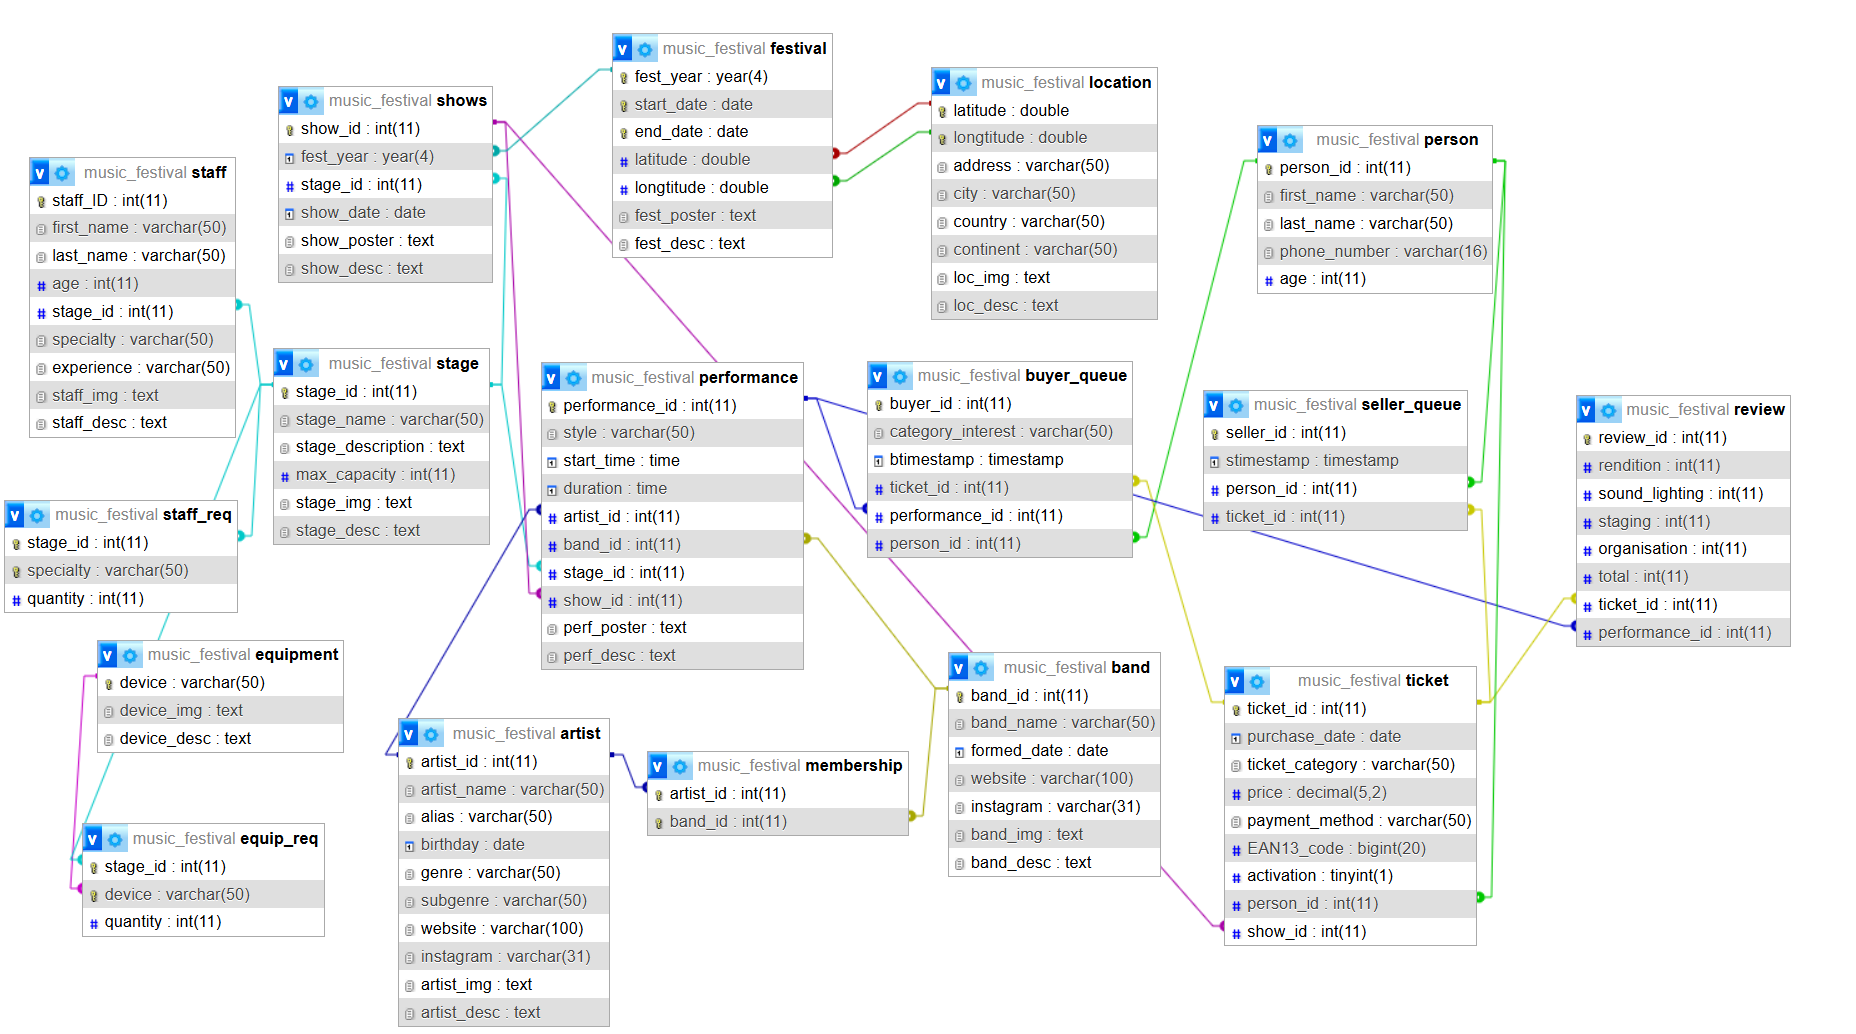 music_festival festival
fest_year : year(4)
start_date : date
end_date : date
latitude : double
longtitude : double
fest_poster : text
fest_desc : text
music_festival location
latitude : double
longtitude : double
address : varchar(50)
city : varchar(50)
country : varchar(50)
continent : varchar(50)
loc_img : text
loc_desc : text
music_festival shows
show_id : int(11)
fest_year : year(4)
stage_id : int(11)
show_date : date
show_poster : text
show_desc : text
music_festival person
person_id : int(11)
first_name : varchar(50)
last_name : varchar(50)
phone_number : varchar(16)
age : int(11)
music_festival staff
staff_ID : int(11)
first_name : varchar(50)
last_name : varchar(50)
age : int(11)
stage_id : int(11)
specialty : varchar(50)
experience : varchar(50)
staff_img : text
staff_desc : text
music_festival stage
stage_id : int(11)
stage_name : varchar(50)
stage_description : text
max_capacity : int(11)
stage_img : text
stage_desc : text
music_festival performance
performance_id : int(11)
style : varchar(50)
start_time : time
duration : time
artist_id : int(11)
band_id : int(11)
stage_id : int(11)
show_id : int(11)
perf_poster : text
perf_desc : text
music_festival buyer_queue
buyer_id : int(11)
category_interest : varchar(50)
btimestamp : timestamp
ticket_id : int(11)
performance_id : int(11)
person_id : int(11)
music_festival seller_queue
seller_id : int(11)
stimestamp : timestamp
person_id : int(11)
ticket_id : int(11)
music_festival review
review_id : int(11)
rendition : int(11)
sound_lighting : int(11)
staging : int(11)
organisation : int(11)
total : int(11)
ticket_id : int(11)
performance_id : int(11)
music_festival staff_req
stage_id : int(11)
specialty : varchar(50)
quantity : int(11)
music_festival equipment
device : varchar(50)
device_img : text
device_desc : text
music_festival band
band_id : int(11)
band_name : varchar(50)
formed_date : date
website : varchar(100)
instagram : varchar(31)
band_img : text
band_desc : text
music_festival ticket
ticket_id : int(11)
purchase_date : date
ticket_category : varchar(50)
price : decimal(5,2)
payment_method : varchar(50)
EAN13_code : bigint(20)
activation : tinyint(1)
person_id : int(11)
show_id : int(11)
music_festival artist
artist_id : int(11)
artist_name : varchar(50)
alias : varchar(50)
birthday : date
genre : varchar(50)
subgenre : varchar(50)
website : varchar(100)
instagram : varchar(31)
artist_img : text
artist_desc : text
music_festival membership
artist_id : int(11)
band_id : int(11)
music_festival equip_req
stage_id : int(11)
device : varchar(50)
quantity : int(11)